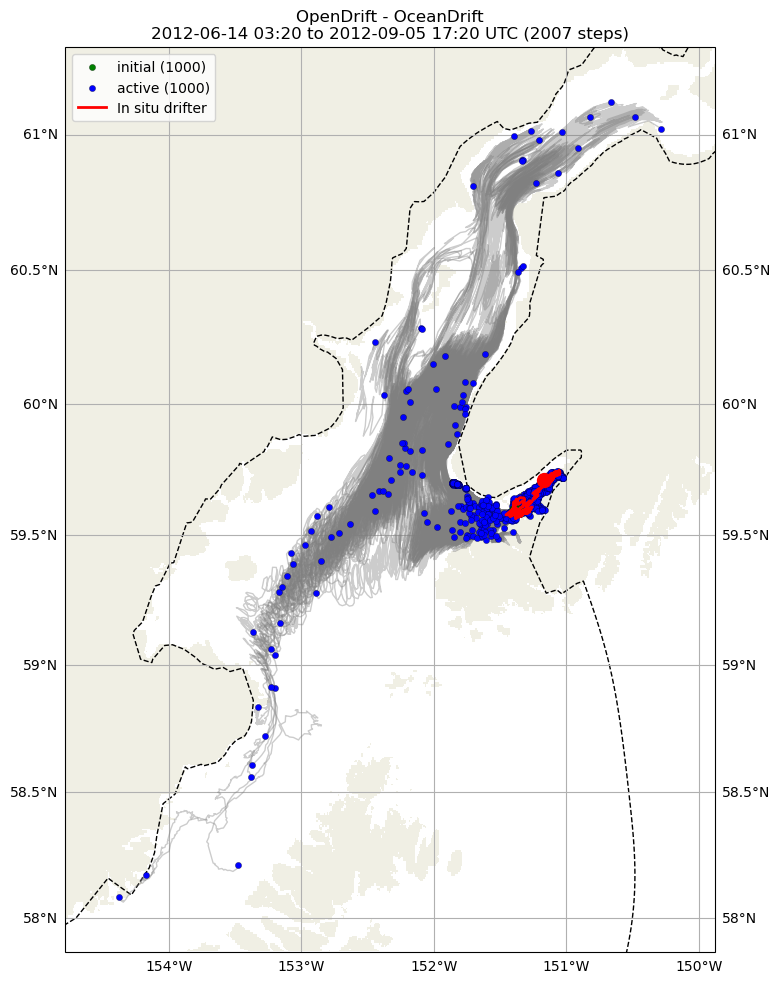 OpenDrift - OceanDrift
2012-06-14 03:20 to 2012-09-05 17:20 UTC (2007 steps)
initial (1000)
active (1000)
In situ drifter
61°N 61°N
60.5°N 60.5°N
60°N 60°N
59.5°N 59.5°N
59°N 59°N
58.5°N 58.5°N
58°N 58°N
154°W 153°W 152°W 151°W 150°W